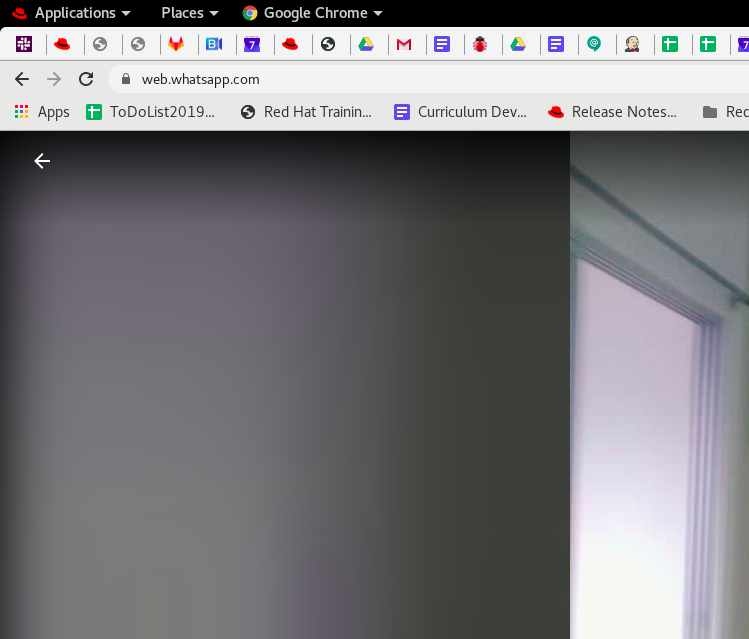 Applications Places Google Chrome
web.whatsapp.com
Apps ToDoList2019... Red Hat Trainin... Curriculum Dev... Release Notes... Rec